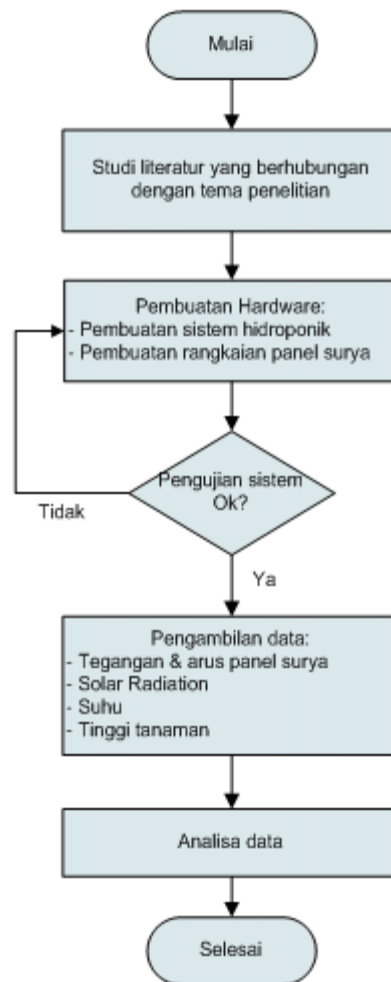 Mulai
Studi literatur yang berhubungan
dengan tema penelitian
Pembuatan Hardware:
- Pembuatan sistem hidroponik
- Pembuatan rangkaian panel surya
Pengujian sistem
Ok?
Tidak
Ya
Pengambilan data:
- Tegangan & arus panel surya
- Solar Radiation
- Suhu
- Tinggi tanaman
Analisa data
Selesai